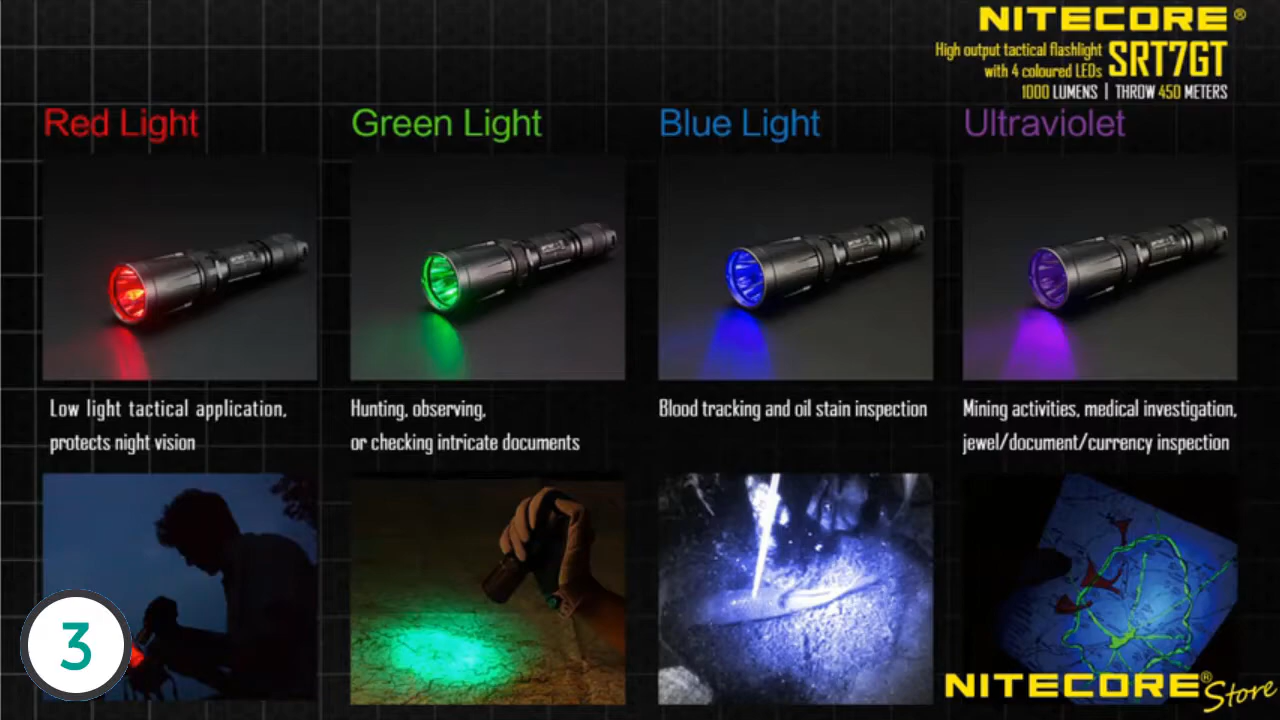 NITECORE®
High output tactical flashlight
with 4 coloured LEDs
SRT7GT
1000 LUMENS | THROW 450 METERS
Red Light
Green Light
Blue Light
Ultraviolet
Low light tactical application,
protects night vision
Hunting, observing,
or checking intricate documents
Blood tracking and oil stain inspection
Mining activities, medical investigation,
jewel/document/currency inspection
3
NITECORE® Store